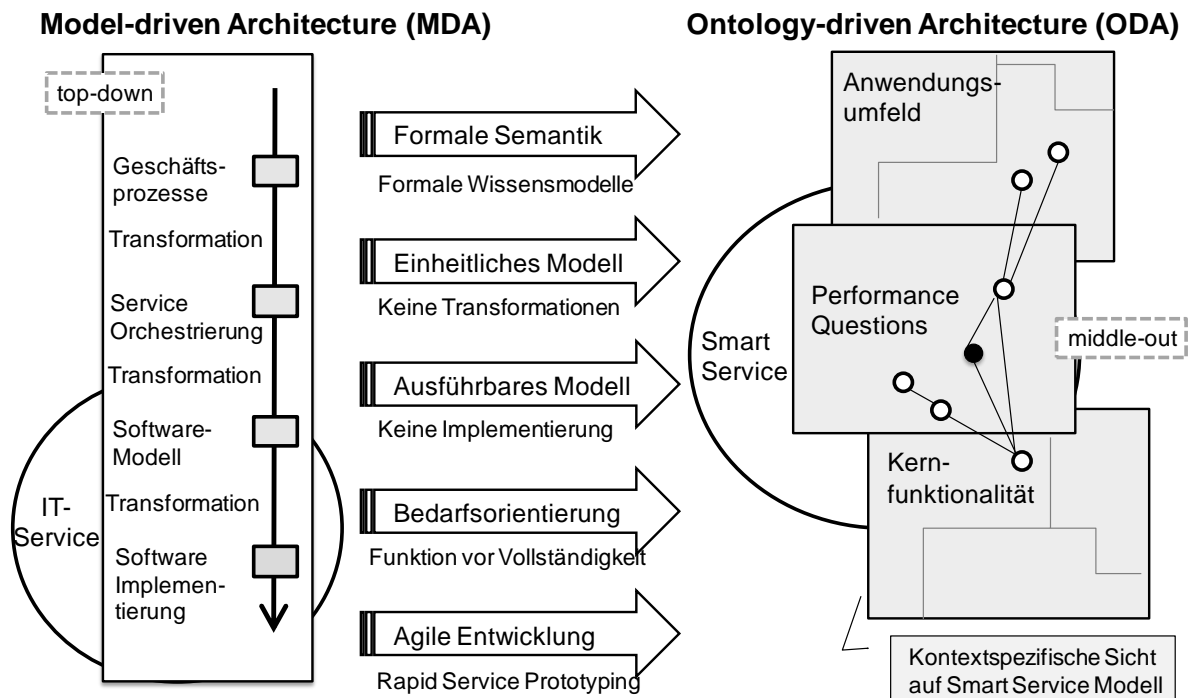 Model-driven Architecture (MDA)
top-down
Geschäfts-
prozesse
Transformation
Service
Orchestrierung
Transformation
Software-
Modell
Transformation
IT-
Service
Software
Implemen-
tierung
Formale Semantik
Formale Wissensmodelle
Einheitliches Modell
Keine Transformationen
Ausführbares Modell
Keine Implementierung
Bedarfsorientierung
Funktion vor Vollständigkeit
Agile Entwicklung
Rapid Service Prototyping
Ontology-driven Architecture (ODA)
Anwendungs-
umfeld
Performance
Questions
Smart
Service
middle-out
Kern-
funktionalität
Kontextspezifische Sicht
auf Smart Service Modell